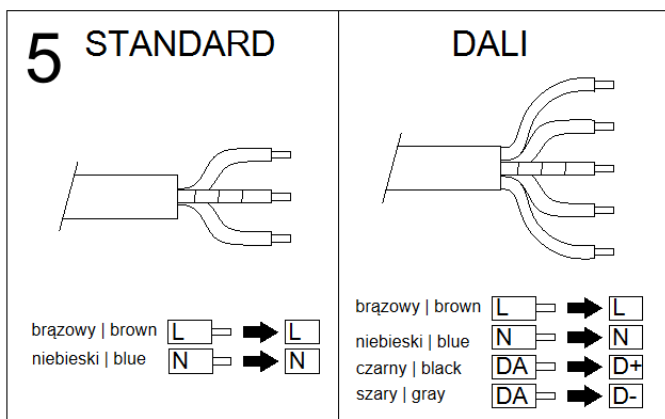 5 STANDARD
brązowy | brown L L
niebieski | blue N N
DALI
brązowy | brown L L
niebieski | blue N N
czarny | black DA D+
szary | gray DA D-